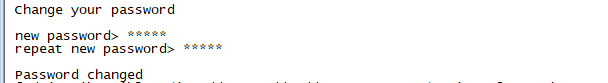 Change your password
new password> *****
repeat new password> *****
Password changed